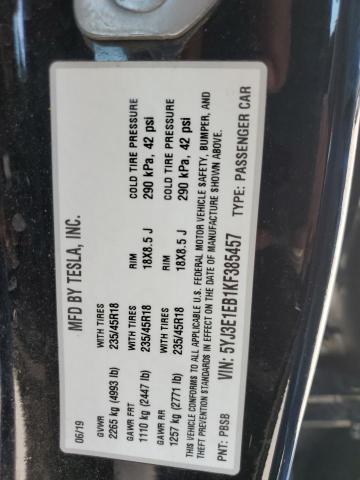 MFD BY TESLA, INC.
06/19
GVWR WITH TIRES RIM COLD TIRE PRESSURE
2265 kg (4993 lb) 235/45R18 18X8.5 J 290 kPa, 42 psi
GAWR FRT WITH TIRES RIM COLD TIRE PRESSURE
1110 kg (2447 lb) 235/45R18 18X8.5 J 290 kPa, 42 psi
GAWR RR WITH TIRES
1257 kg (2771 lb) 235/45R18
THIS VEHICLE CONFORMS TO ALL APPLICABLE U.S. FEDERAL MOTOR VEHICLE SAFETY, BUMPER, AND
THEFT PREVENTION STANDARDS IN EFFECT ON THE DATE OF MANUFACTURE SHOWN ABOVE.
PNT: PBSB VIN: 5YJ3E1EB1KF385457 TYPE: PASSENGER CAR